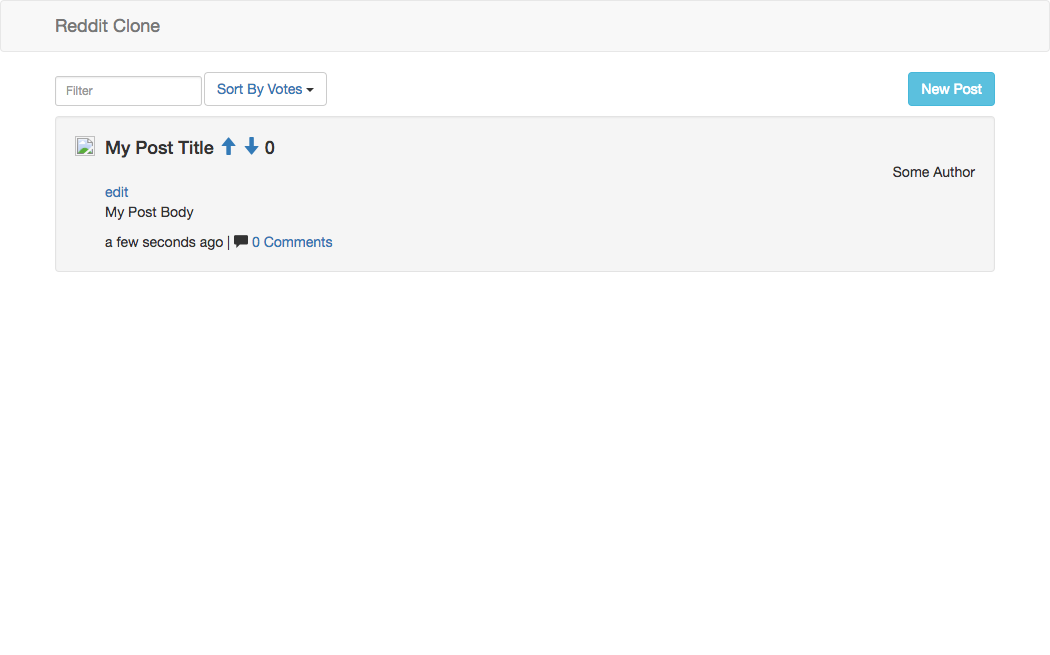 Reddit Clone
Filter Sort By Votes New Post
My Post Title 0
Some Author
edit
My Post Body
a few seconds ago | 0 Comments